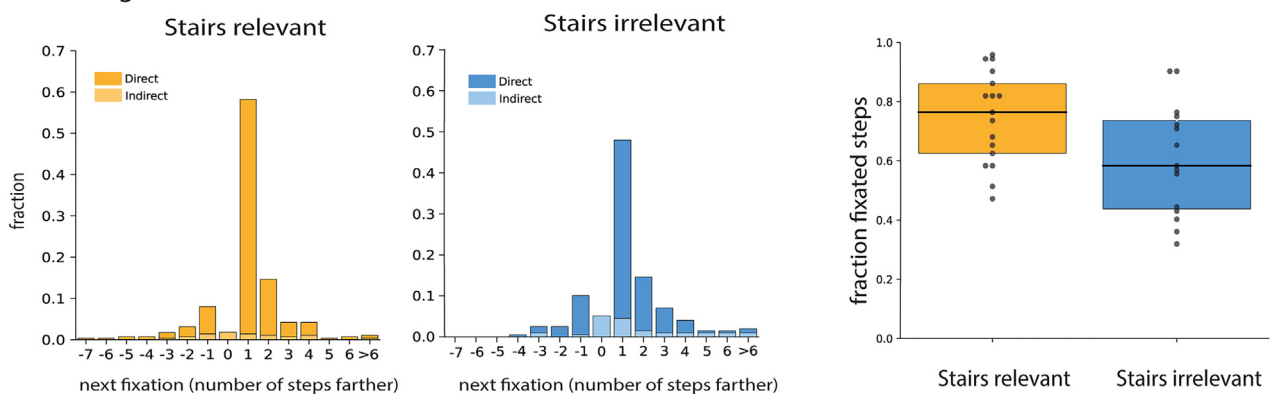 Stairs relevant
0.7
0.6
0.5
0.4
0.3
0.2
0.1
0.0
fraction
Direct
Indirect
-7 -6 -5 -4 -3 -2 -1 0 1 2 3 4 5 6 >6
next fixation (number of steps farther)
Stairs irrelevant
0.7
0.6
0.5
0.4
0.3
0.2
0.1
0.0
Direct
Indirect
-7 -6 -5 -4 -3 -2 -1 0 1 2 3 4 5 6 >6
next fixation (number of steps farther)
1.0
0.8
0.6
0.4
0.2
0.0
fraction fixated steps
Stairs relevant
Stairs irrelevant